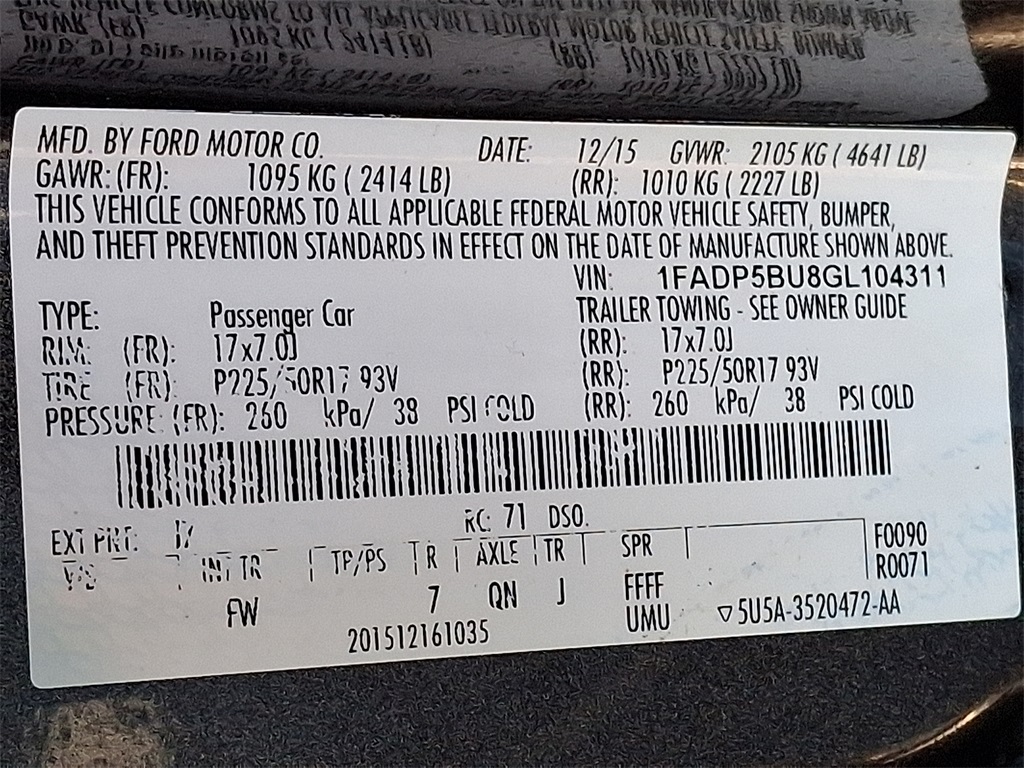 MFD. BY FORD MOTOR CO. DATE: 12/15 GVWR: 2105 KG ( 4641 LB)
GAWR: (FR): 1095 KG ( 2414 LB) (RR): 1010 KG ( 2227 LB)
THIS VEHICLE CONFORMS TO ALL APPLICABLE FEDERAL MOTOR VEHICLE SAFETY, BUMPER,
AND THEFT PREVENTION STANDARDS IN EFFECT ON THE DATE OF MANUFACTURE SHOWN ABOVE.
VIN: 1FADP5BU8GL104311
TYPE: Passenger Car TRAILER TOWING - SEE OWNER GUIDE
RIM: (FR): 17x7.0J (RR): 17x7.0J
TIRE (FR): P225/50R17 93V (RR): P225/50R17 93V
PRESSURE: (FR): 260 kPa/ 38 PSI COLD (RR): 260 kPa/ 38 PSI COLD
EXT PNT: RC: 71 DSO.
INT TR TP/PS R AXLE TR SPR F0090
R0071
FW 7 QN J FFFF
UMU ▽5U5A-3520472-AA
201512161035